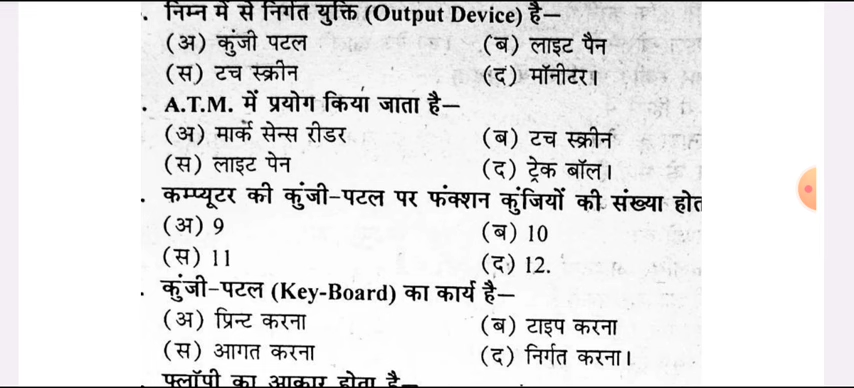 . निम्न में से निर्गत युक्ति (Output Device) है—
(अ) कुंजी पटल (ब) लाइट पैन
(स) टच स्क्रीन (द) मॉनीटर।
. A.T.M. में प्रयोग किया जाता है—
(अ) मार्क सेन्स रीडर (ब) टच स्क्रीन
(स) लाइट पेन (द) ट्रेक बॉल।
. कम्प्यूटर की कुंजी-पटल पर फंक्शन कुंजियों की संख्या होत
(अ) 9 (ब) 10
(स) 11 (द) 12.
. कुंजी-पटल (Key-Board) का कार्य है—
(अ) प्रिन्ट करना (ब) टाइप करना
(स) आगत करना (द) निर्गत करना।
फ्लॉपी का आकार होता है—